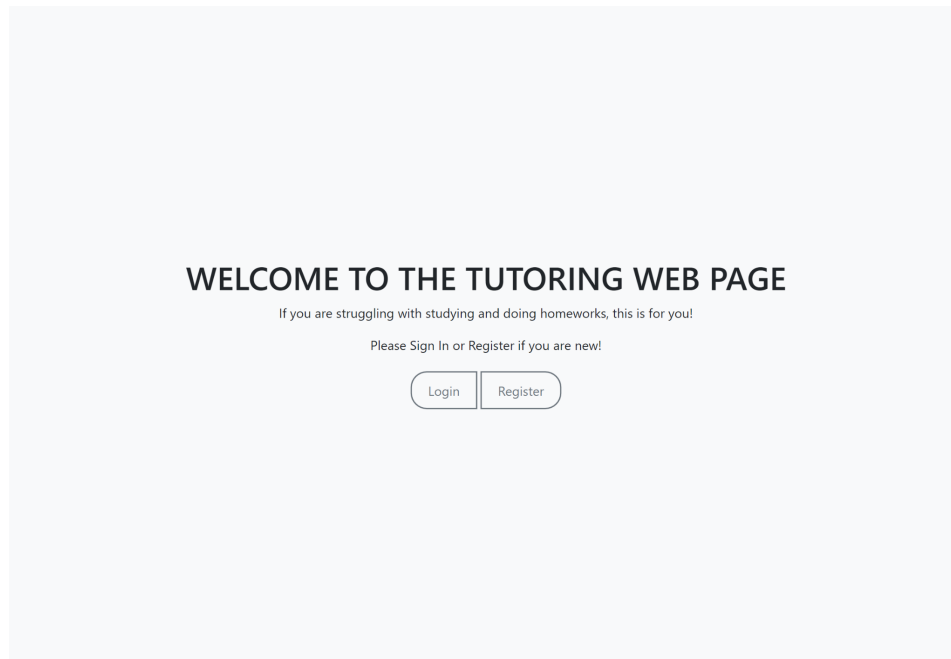 WELCOME TO THE TUTORING WEB PAGE
If you are struggling with studying and doing homeworks, this is for you!
Please Sign In or Register if you are new!
Login Register